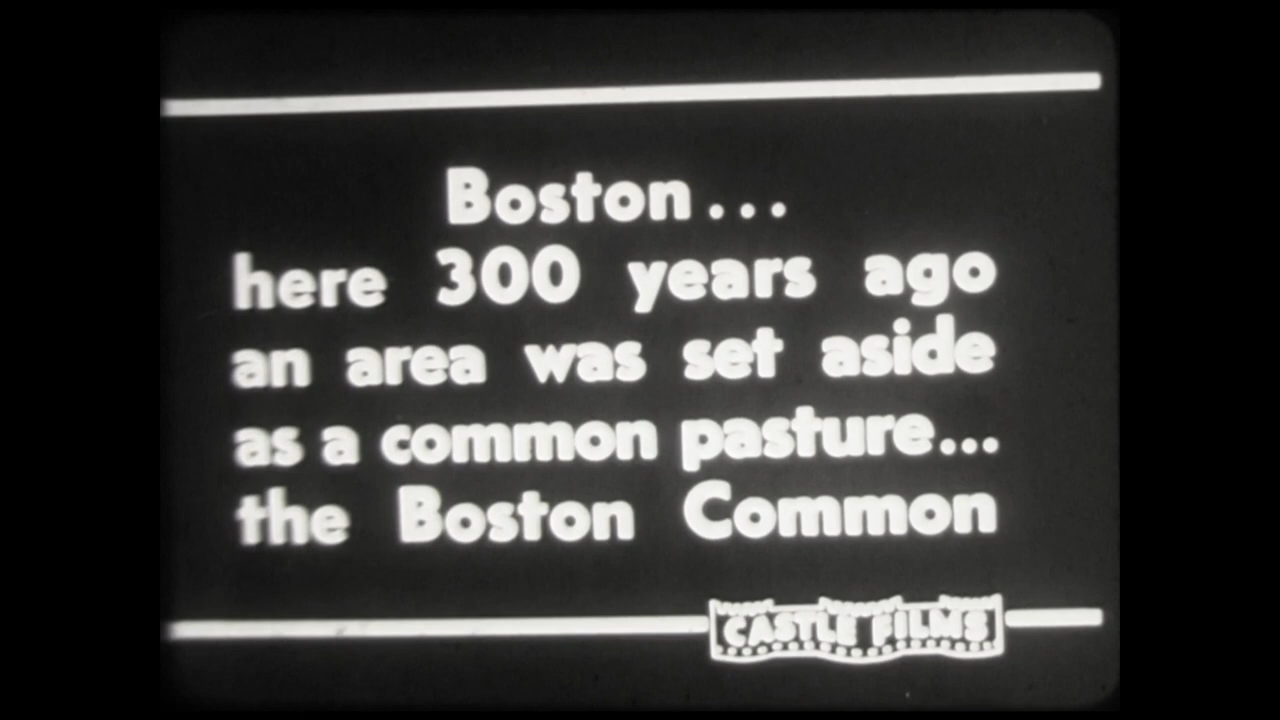 Boston...
here 300 years ago
an area was set aside
as a common pasture...
the Boston Common
CASTLE FILMS